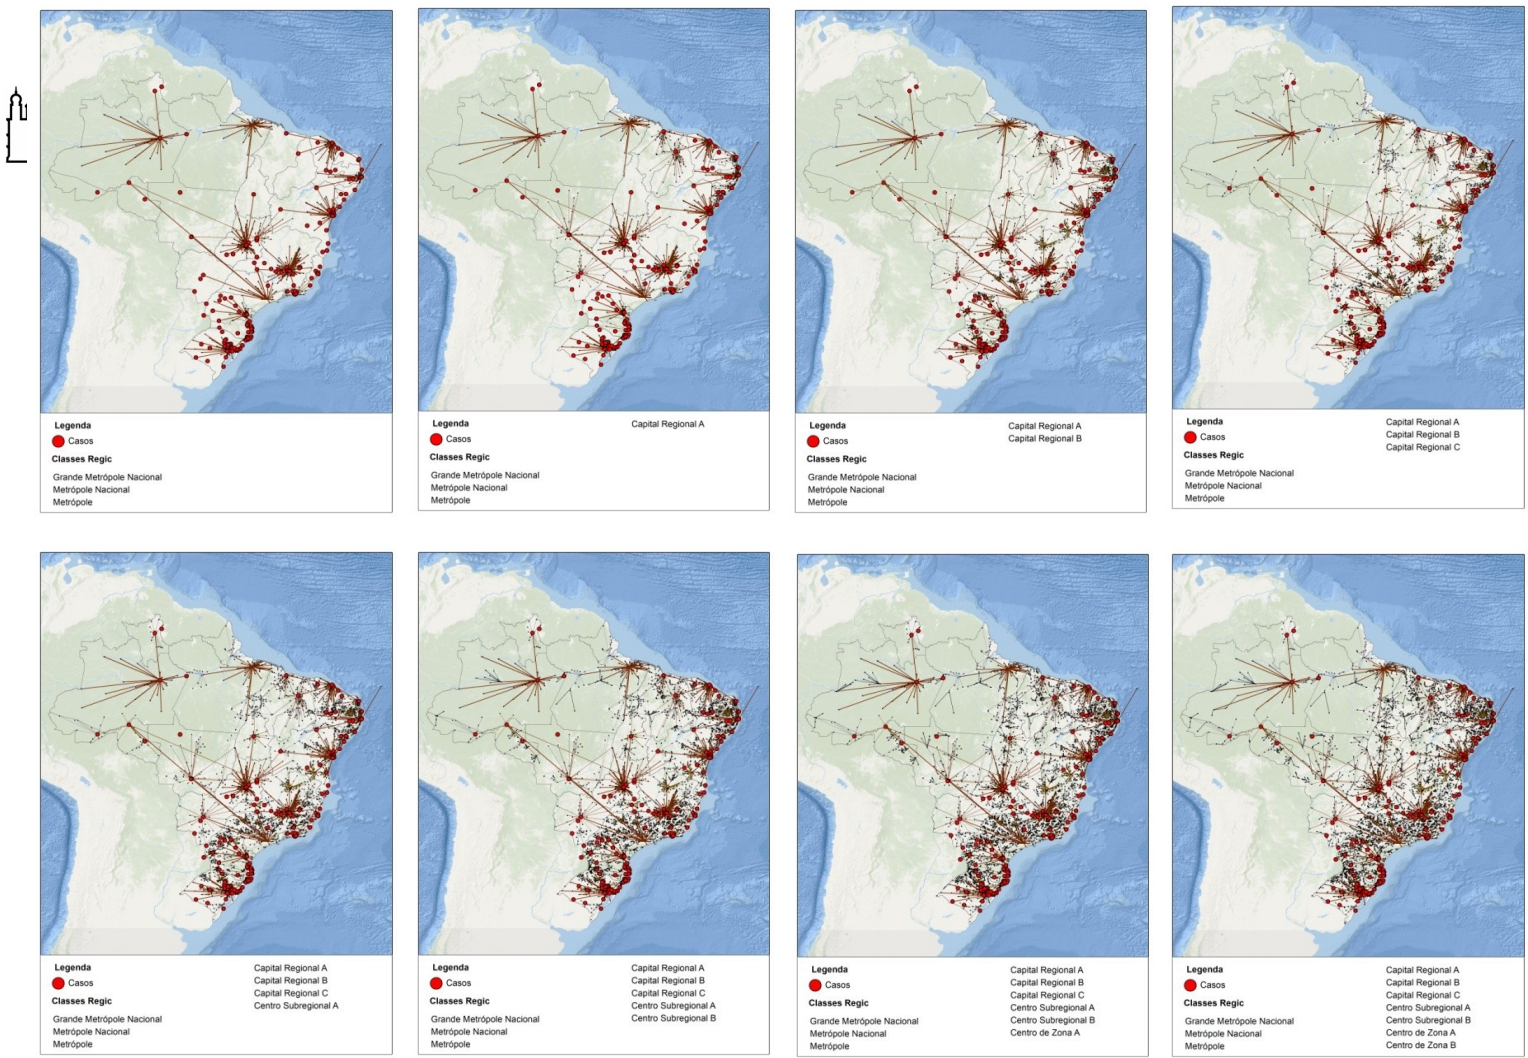 Legenda
Casos
Classes Regic
Grande Metrópole Nacional
Metrópole Nacional
Metrópole
Legenda
Casos
Classes Regic
Grande Metrópole Nacional
Metrópole Nacional
Metrópole
Capital Regional A
Legenda
Casos
Classes Regic
Grande Metrópole Nacional
Metrópole Nacional
Metrópole
Capital Regional A
Capital Regional B
Legenda
Casos
Classes Regic
Grande Metrópole Nacional
Metrópole Nacional
Metrópole
Capital Regional A
Capital Regional B
Capital Regional C
Legenda
Casos
Classes Regic
Grande Metrópole Nacional
Metrópole Nacional
Metrópole
Capital Regional A
Capital Regional B
Capital Regional C
Centro Subregional A
Legenda
Casos
Classes Regic
Grande Metrópole Nacional
Metrópole Nacional
Metrópole
Capital Regional A
Capital Regional B
Capital Regional C
Centro Subregional A
Centro Subregional B
Legenda
Casos
Classes Regic
Grande Metrópole Nacional
Metrópole Nacional
Metrópole
Capital Regional A
Capital Regional B
Capital Regional C
Centro Subregional A
Centro Subregional B
Centro de Zona A
Legenda
Casos
Classes Regic
Grande Metrópole Nacional
Metrópole Nacional
Metrópole
Capital Regional A
Capital Regional B
Capital Regional C
Centro Subregional A
Centro Subregional B
Centro de Zona A
Centro de Zona B